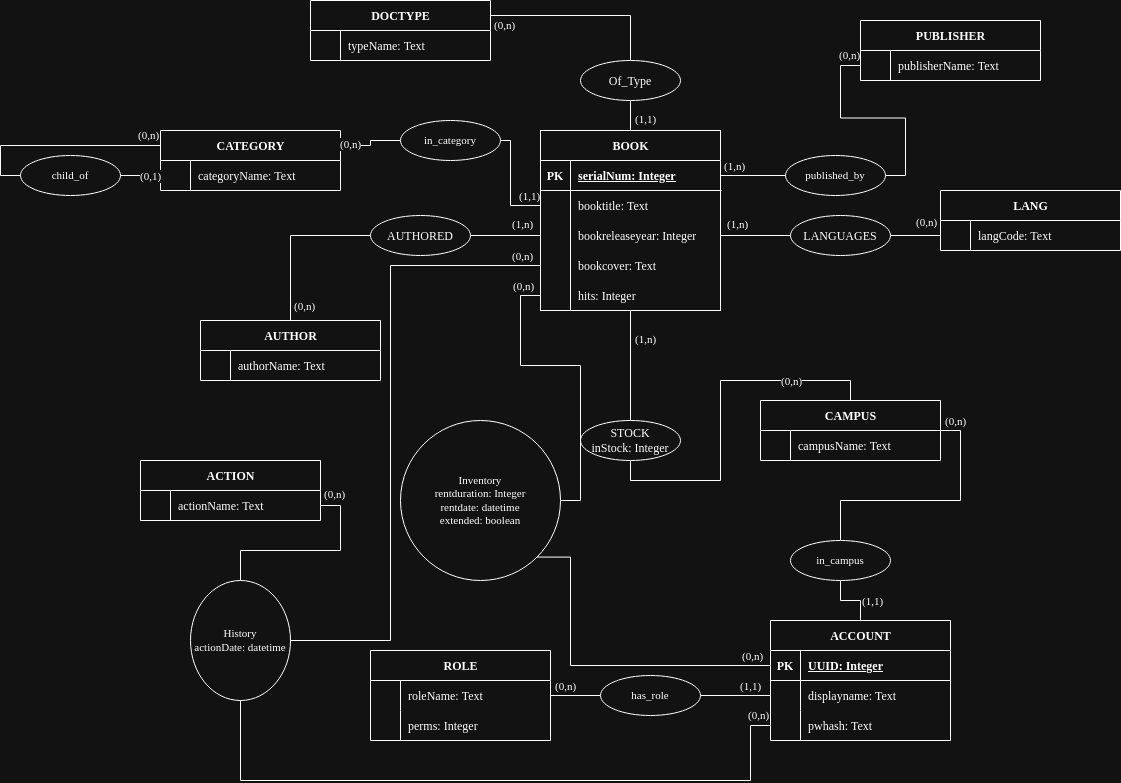 DOCTYPE
typeName: Text
(0,n)
PUBLISHER
publisherName: Text
(0,n)
Of_Type
(1,1)
CATEGORY
categoryName: Text
(0,n)
(0,1)
child_of
(0,n)
in_category
(1,1)
BOOK
PK serialNum: Integer
booktitle: Text
bookreleaseyear: Integer
bookcover: Text
hits: Integer
(1,n)
published_by
LANG
langCode: Text
(0,n)
LANGUAGES
(1,n)
AUTHORED
(1,n)
(0,n)
(0,n)
(0,n)
AUTHOR
authorName: Text
(1,n)
STOCK
inStock: Integer
(0,n)
CAMPUS
campusName: Text
(0,n)
ACTION
actionName: Text
(0,n)
Inventory
rentduration: Integer
rentdate: datetime
extended: boolean
in_campus
(1,1)
History
actionDate: datetime
ROLE
roleName: Text
perms: Integer
(0,n)
has_role
(0,n)
(1,1)
(0,n)
ACCOUNT
PK UUID: Integer
displayname: Text
pwhash: Text